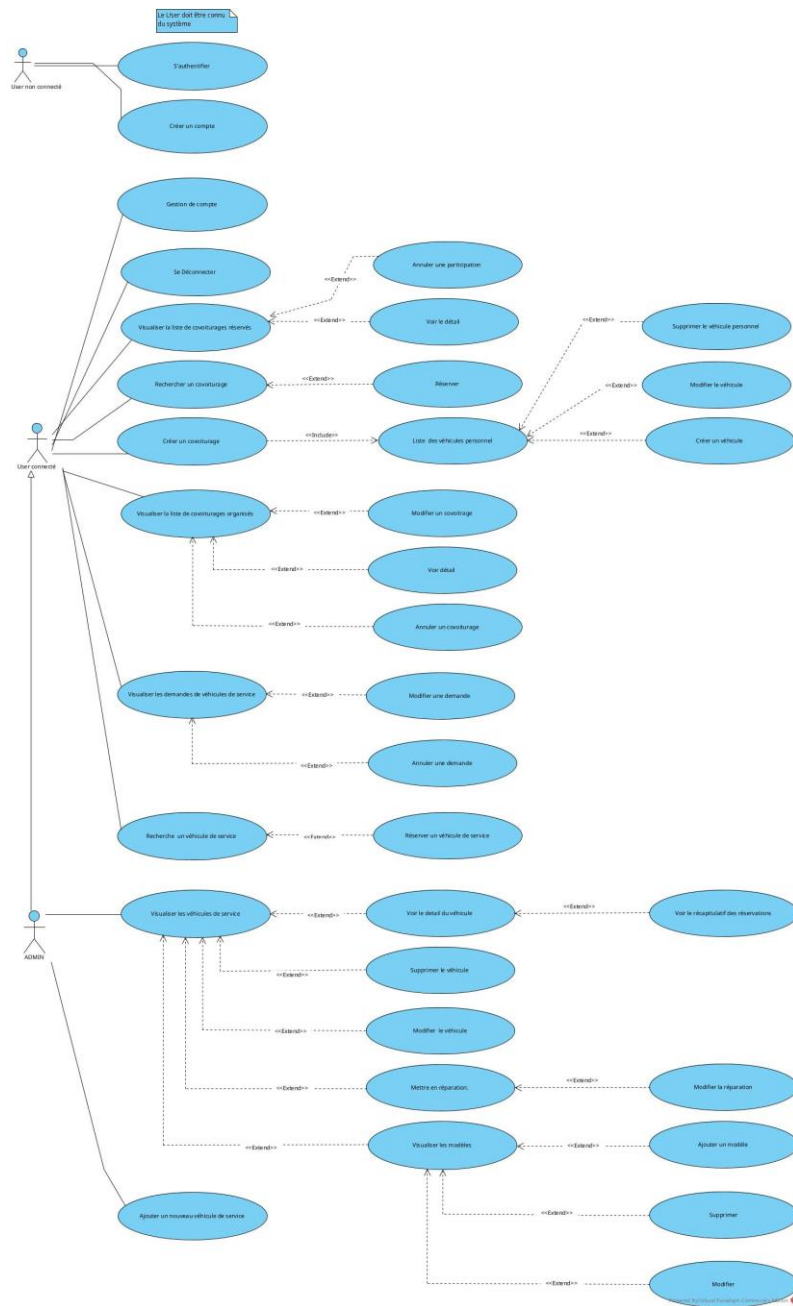 Le User doit être connu
du système
S'authentifier
User non connecté
Créer un compte
Gestion de compte
Se Déconnecter
Annuler une participation
<<Extend>>
Visualiser la liste de covoiturages réservés
<<Extend>>
Voir le détail
<<Extend>>
Supprimer le véhicule personnel
Rechercher un covoiturage
<<Extend>>
Réserver
<<Extend>>
Modifier le véhicule
User connecté
Créer un covoiturage
<<Include>>
Liste des véhicules personnel
<<Extend>>
Créer un véhicule
Visualiser la liste de covoiturages organisés
<<Extend>>
Modifier un covoitrage
<<Extend>>
Voir détail
<<Extend>>
Annuler un covoiturage
Visualiser les demandes de véhicules de service
<<Extend>>
Modifier une demande
<<Extend>>
Annuler une demande
Recherche un véhicule de service
<<Extend>>
Réserver un véhicule de service
ADMIN
Visualiser les véhicules de service
<<Extend>>
Voir le detail du véhicule
<<Extend>>
Voir le récapitulatif des réservations
<<Extend>>
Supprimer le véhicule
<<Extend>>
Modifier le véhicule
<<Extend>>
Mettre en réparation.
<<Extend>>
Modifier la réparation
<<Extend>>
Visualiser les modèles
<<Extend>>
Ajouter un modèle
Ajouter un nouveau véhicule de service
<<Extend>>
Supprimer
<<Extend>>
Modifier
Powered By Visual Paradigm Community Edition